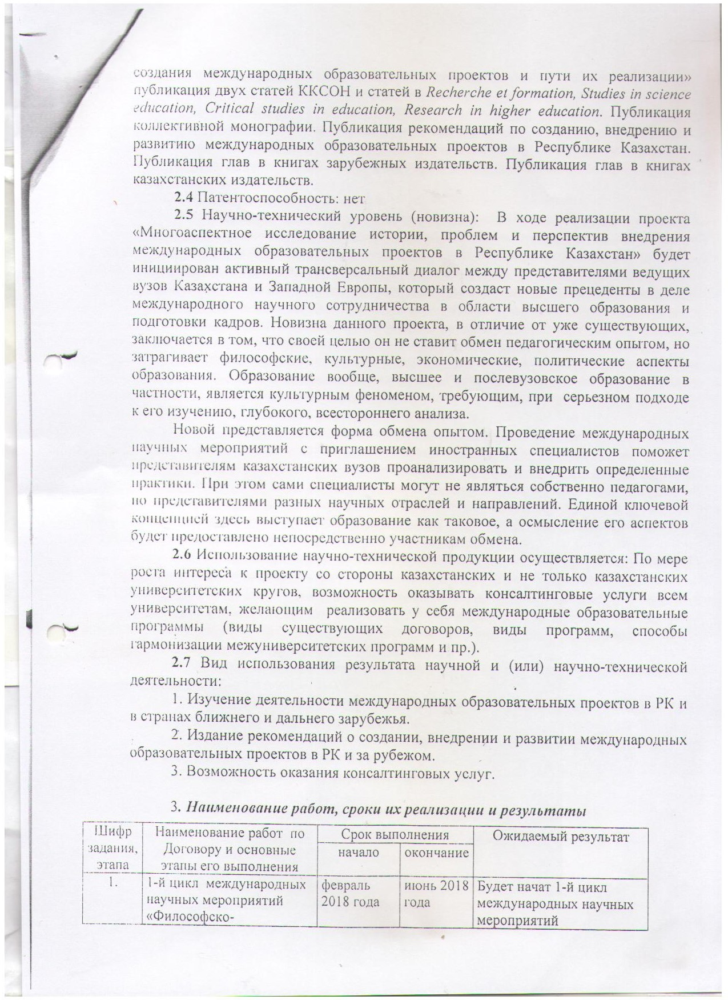 создания международных образовательных проектов и пути их реализации»
публикация двух статей ККСОН и статей в Recherche et formation, Studies in science
education, Critical studies in education, Research in higher education. Публикация
коллективной монографии. Публикация рекомендаций по созданию, внедрению и
развитию международных образовательных проектов в Республике Казахстан.
Публикация глав в книгах зарубежных издательств. Публикация глав в книгах
казахстанских издательств.
2.4 Патентоспособность: нет
2.5 Научно-технический уровень (новизна): В ходе реализации проекта
«Многоаспектное исследование истории, проблем и перспектив внедрения
международных образовательных проектов в Республике Казахстан» будет
инициирован активный трансверсальный диалог между представителями ведущих
вузов Казахстана и Западной Европы, который создаст новые прецеденты в деле
международного научного сотрудничества в области высшего образования и
подготовки кадров. Новизна данного проекта, в отличие от уже существующих,
заключается в том, что своей целью он не ставит обмен педагогическим опытом, но
затрагивает философские, культурные, экономические, политические аспекты
образования. Образование вообще, высшее и послевузовское образование в
частности, является культурным феноменом, требующим, при серьезном подходе
к его изучению, глубокого, всестороннего анализа.
Новой представляется форма обмена опытом. Проведение международных
научных мероприятий с приглашением иностранных специалистов поможет
представителям казахстанских вузов проанализировать и внедрить определенные
практики. При этом сами специалисты могут не являться собственно педагогами,
но представителями разных научных отраслей и направлений. Единой ключевой
концепцией здесь выступает образование как таковое, а осмысление его аспектов
будет предоставлено непосредственно участникам обмена.
2.6 Использование научно-технической продукции осуществляется: По мере
роста интереса к проекту со стороны казахстанских и не только казахстанских
университетских кругов, возможность оказывать консалтинговые услуги всем
университетам, желающим реализовать у себя международные образовательные
программы (виды существующих договоров, виды программ, способы
гармонизации межуниверситетских программ и пр.).
2.7 Вид использования результата научной и (или) научно-технической
деятельности:
1. Изучение деятельности международных образовательных проектов в РК и
в странах ближнего и дальнего зарубежья.
2. Издание рекомендаций о создании, внедрении и развитии международных
образовательных проектов в РК и за рубежом.
3. Возможность оказания консалтинговых услуг.
3. Наименование работ, сроки их реализации и результаты
Шифр задания, этапа
Наименование работ по Договору и основные этапы его выполнения
Срок выполнения
начало
окончание
Ожидаемый результат
1.
1-й цикл международных
научных мероприятий
«Философско-
февраль
2018 года
июнь 2018
года
Будет начат 1-й цикл
международных научных
мероприятий